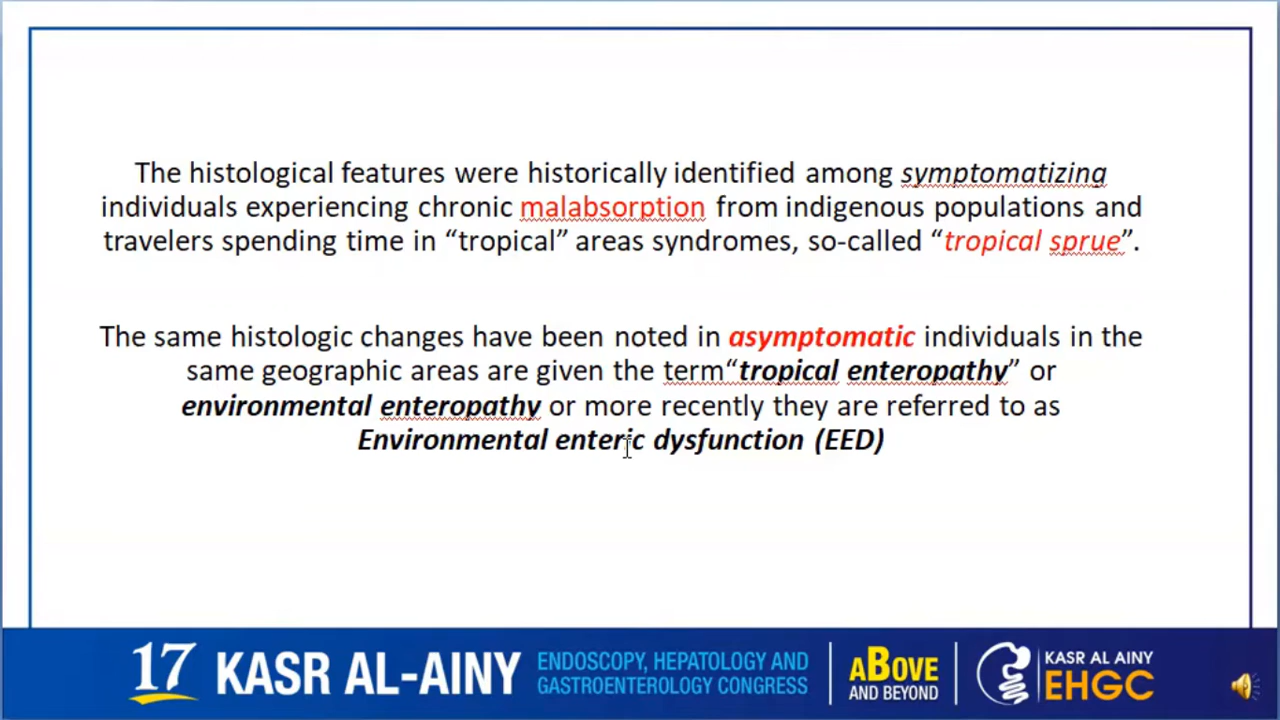 The histological features were historically identified among symptomatizing
individuals experiencing chronic malabsorption from indigenous populations and
travelers spending time in “tropical” areas syndromes, so-called “tropical sprue”.
The same histologic changes have been noted in asymptomatic individuals in the
same geographic areas are given the term“tropical enteropathy” or
environmental enteropathy or more recently they are referred to as
Environmental enteric dysfunction (EED)
17 KASR AL-AINY
ENDOSCOPY, HEPATOLOGY AND
GASTROENTEROLOGY CONGRESS
aBOVE
AND BEYOND
KASR AL AINY
EHGC